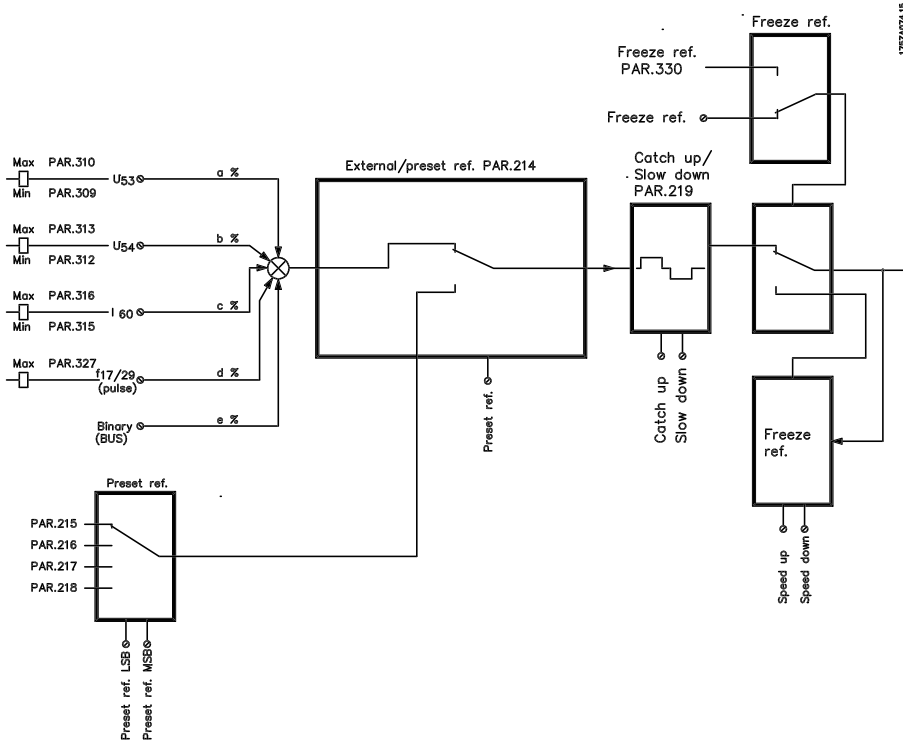 Freeze ref.
Freeze ref.
PAR.330
Freeze ref.
Max PAR.310
Min PAR.309
U53
a %
Max PAR.313
Min PAR.312
U54
b %
Max PAR.316
Min PAR.315
I 60
c %
Max PAR.327
f17/29
(pulse)
d %
Binary
(BUS)
e %
External/preset ref. PAR.214
Preset ref.
Catch up/
Slow down
PAR.219
Catch up
Slow down
Freeze
ref.
Speed up
Speed down
Preset ref.
PAR.215
PAR.216
PAR.217
PAR.218
Preset ref. LSB
Preset ref. MSB